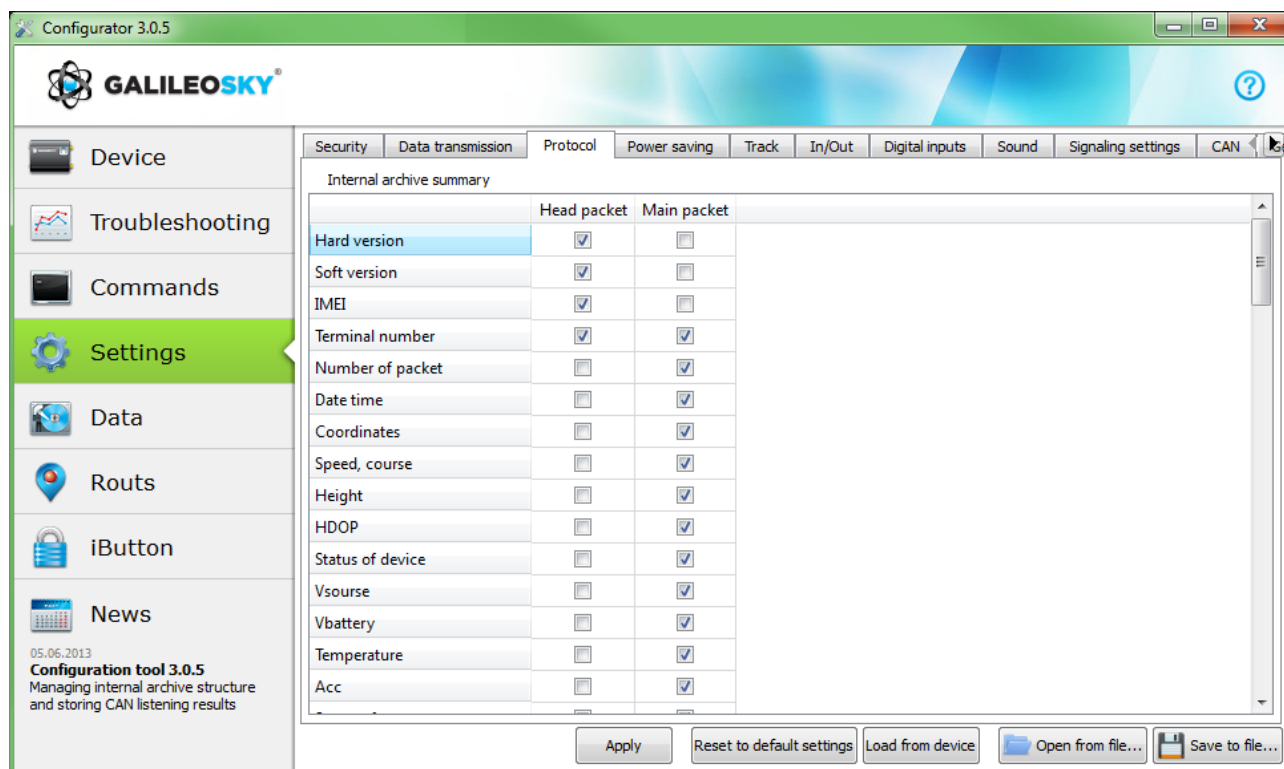 Configurator 3.0.5
GALILEOSKY®
?
Device
Troubleshooting
Commands
Settings
Data
Routs
iButton
News
05.06.2013
Configuration tool 3.0.5
Managing internal archive structure
and storing CAN listening results
Security Data transmission Protocol Power saving Track In/Out Digital inputs Sound Signaling settings CAN
Internal archive summary
Head packet Main packet
Hard version
Soft version
IMEI
Terminal number
Number of packet
Date time
Coordinates
Speed, course
Height
HDOP
Status of device
Vsourse
Vbattery
Temperature
Acc
Apply Reset to default settings Load from device Open from file... Save to file...